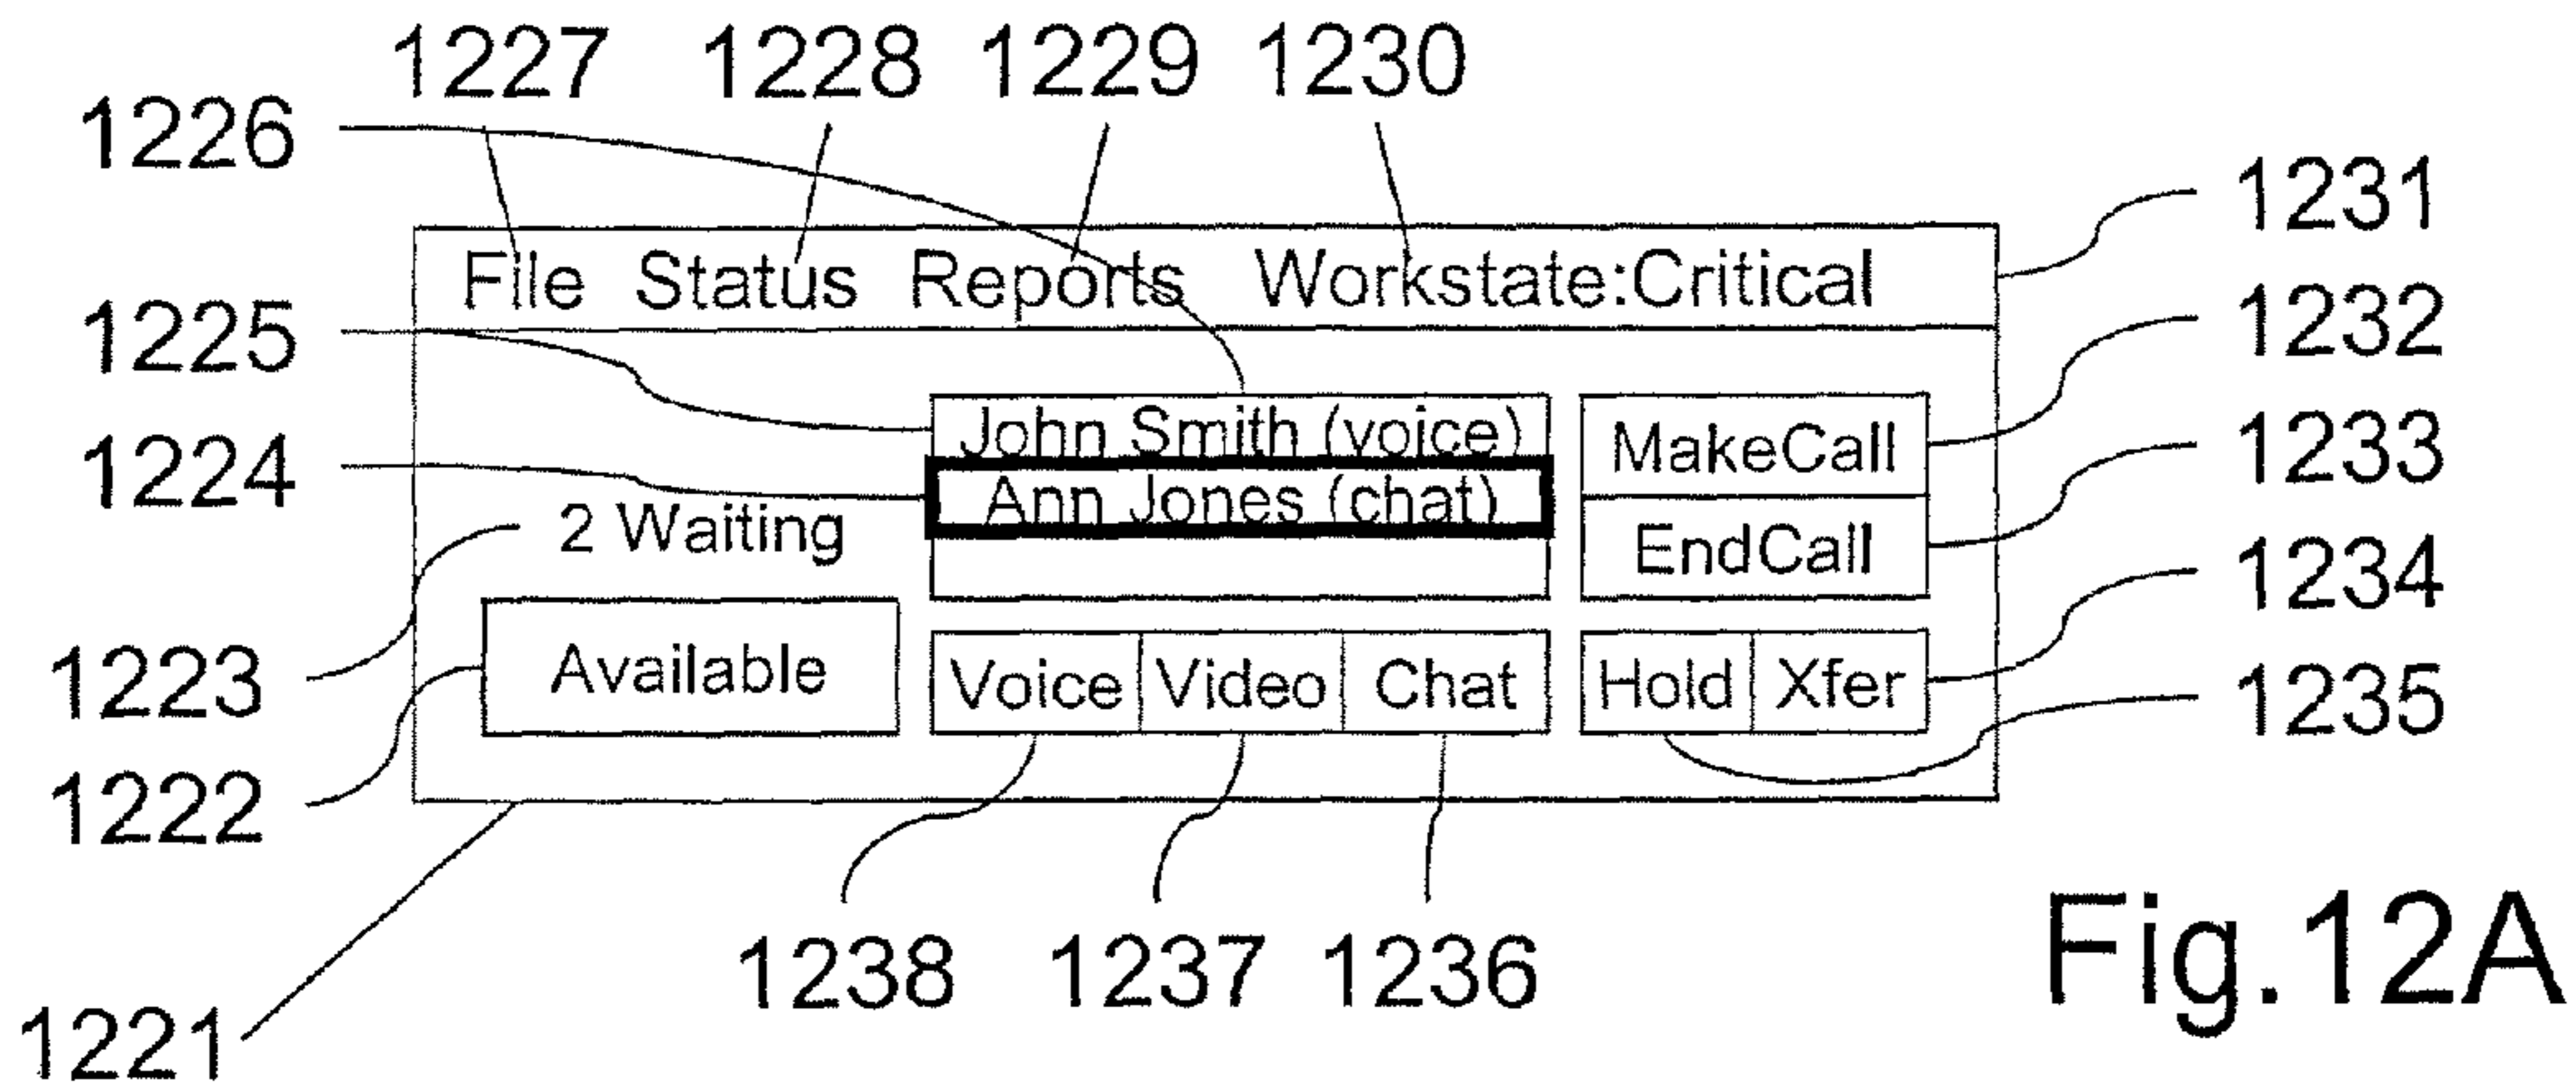 1227 1228 1229 1230
1226
1231
File Status Reports Workstate:Critical
1225
1232
John Smith (voice)
MakeCall
1224
1233
Ann Jones (chat)
2 Waiting
EndCall
1234
1223
Available
Voice Video Chat
Hold Xfer
1235
1222
1238 1237 1236
Fig.12A
1221